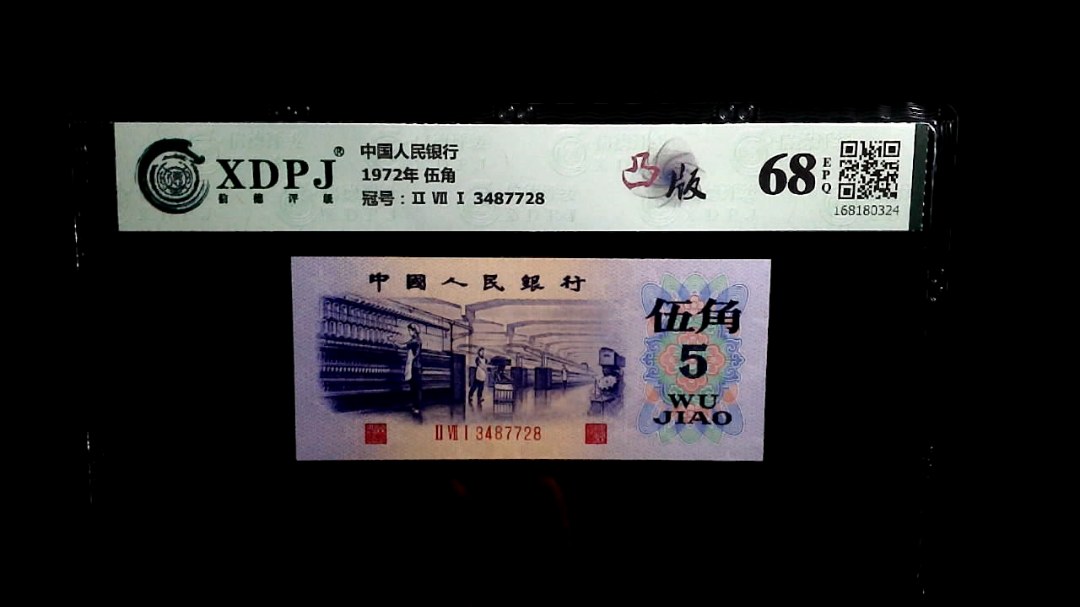 XDPJ®
信德评级
中国人民银行
1972年 伍角
冠号：Ⅱ Ⅶ Ⅰ 3487728
凸版
68
EPQ
168180324
中國人民銀行
伍角
5
WU
JIAO
Ⅱ Ⅶ Ⅰ 3487728